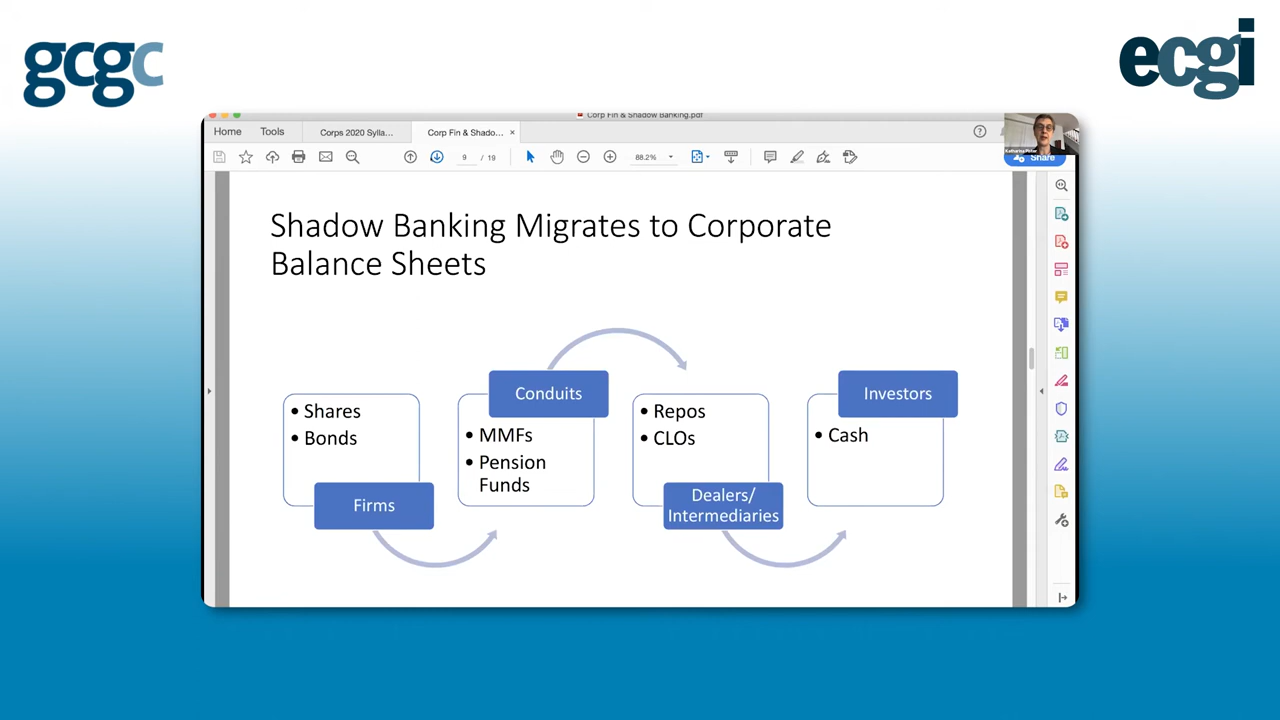 gcgc
ecgi
Corp Fin & Shadow Banking.pdf
Home
Tools
Corps 2020 Sylla...
Corp Fin & Shado...
×
9 / 19
88.2%
Share
Shadow Banking Migrates to Corporate
Balance Sheets
• Shares
• Bonds
Firms
Conduits
• MMFs
• Pension
Funds
• Repos
• CLOs
Dealers/
Intermediaries
Investors
• Cash